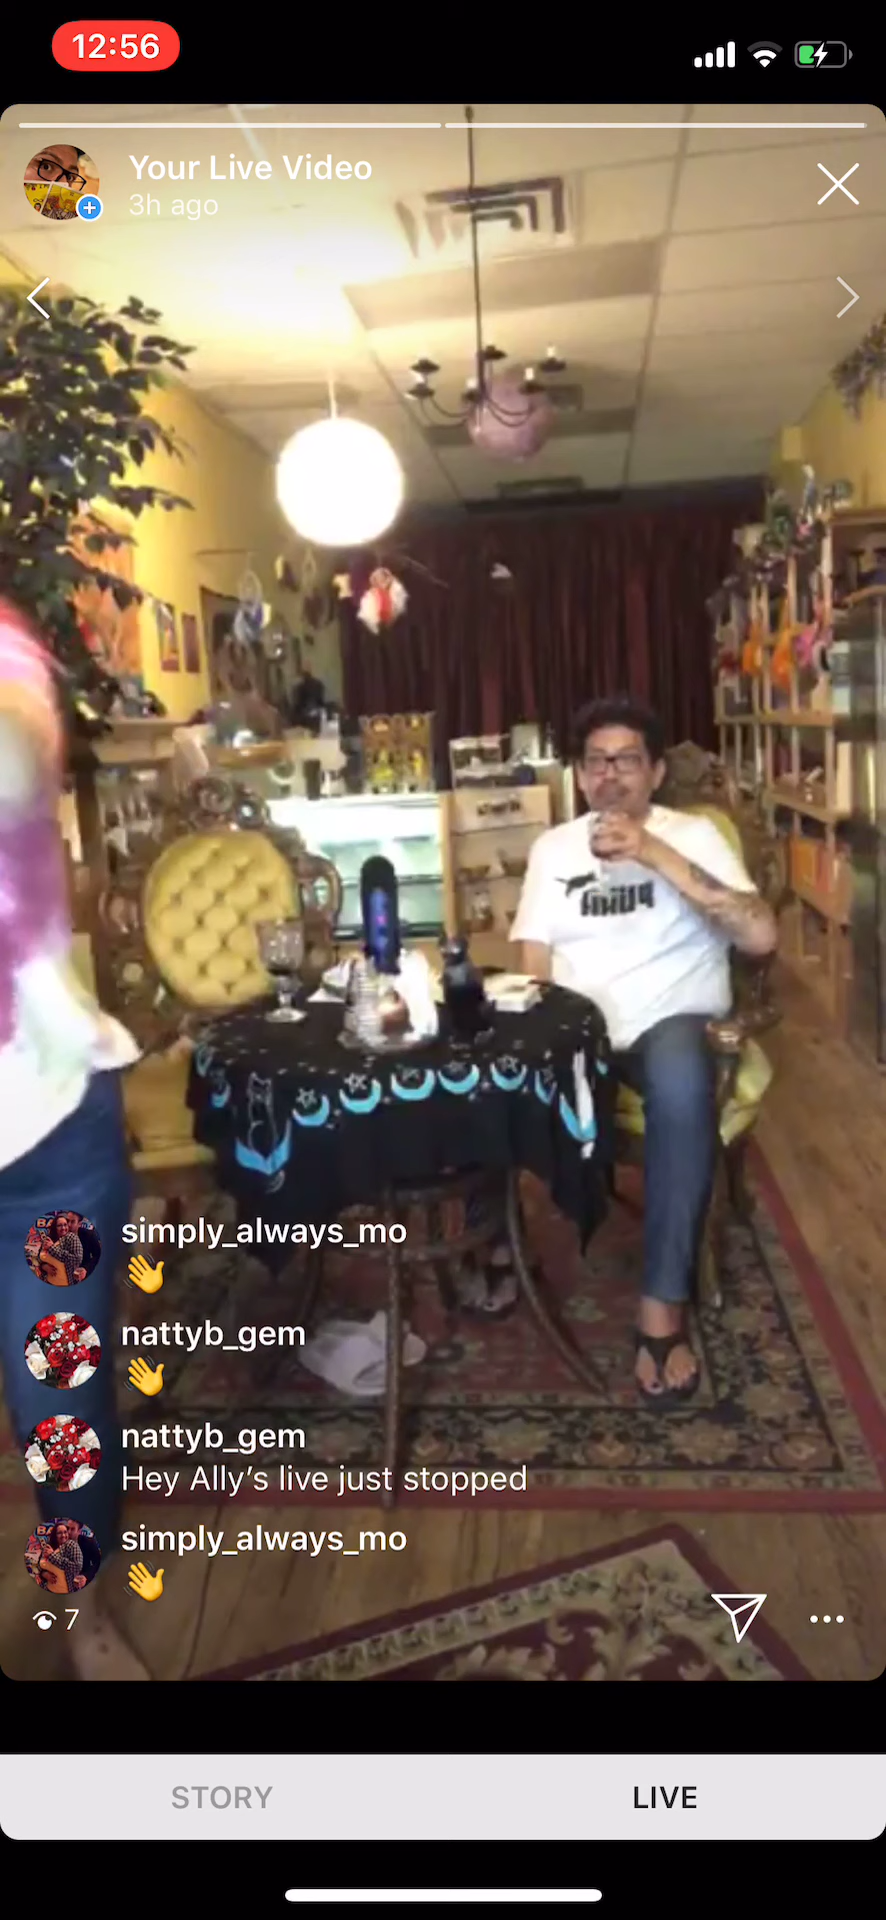 12:56
Your Live Video
3h ago
PUMA
simply_always_mo
👋
nattyb_gem
👋
nattyb_gem
Hey Ally's live just stopped
simply_always_mo
👋
7
STORY
LIVE